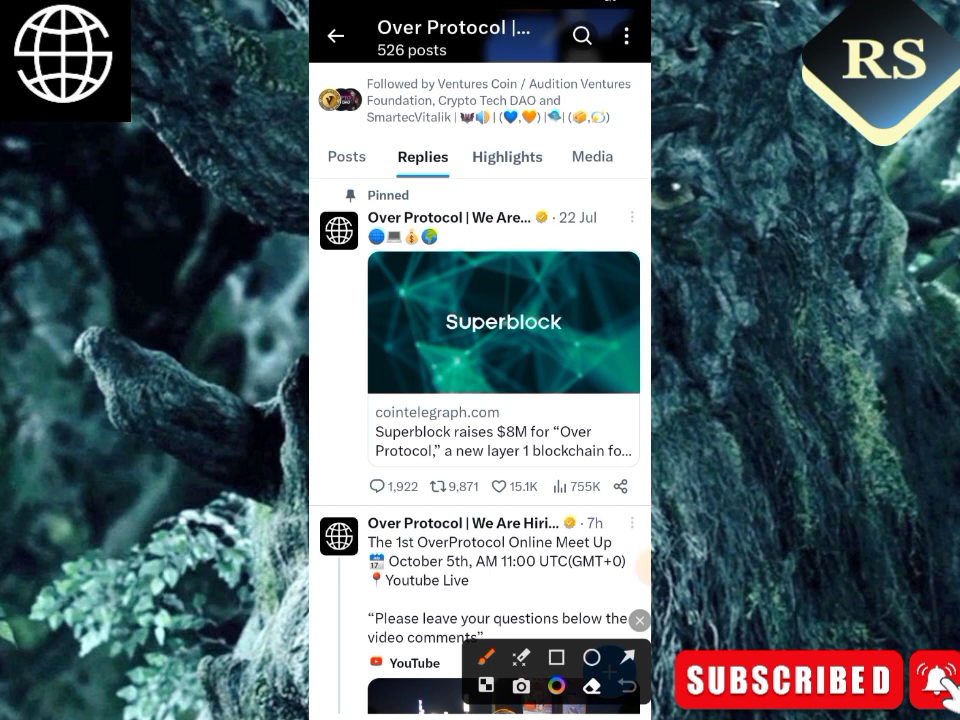 Over Protocol |...
526 posts
RS
Followed by Ventures Coin / Audition Ventures
Foundation, Crypto Tech DAO and
SmartecVitalik | 🦋🔊 | (💙,🧡) |🐳| (📦,💫)
Posts Replies Highlights Media
Pinned
Over Protocol | We Are... · 22 Jul
🌐💻💰🌍
Superblock
cointelegraph.com
Superblock raises $8M for “Over
Protocol,” a new layer 1 blockchain fo...
1,922 9,871 15.1K 755K
Over Protocol | We Are Hiri... · 7h
The 1st OverProtocol Online Meet Up
📅 October 5th, AM 11:00 UTC(GMT+0)
📍Youtube Live
“Please leave your questions below the
video comments”
YouTube
SUBSCRIBED